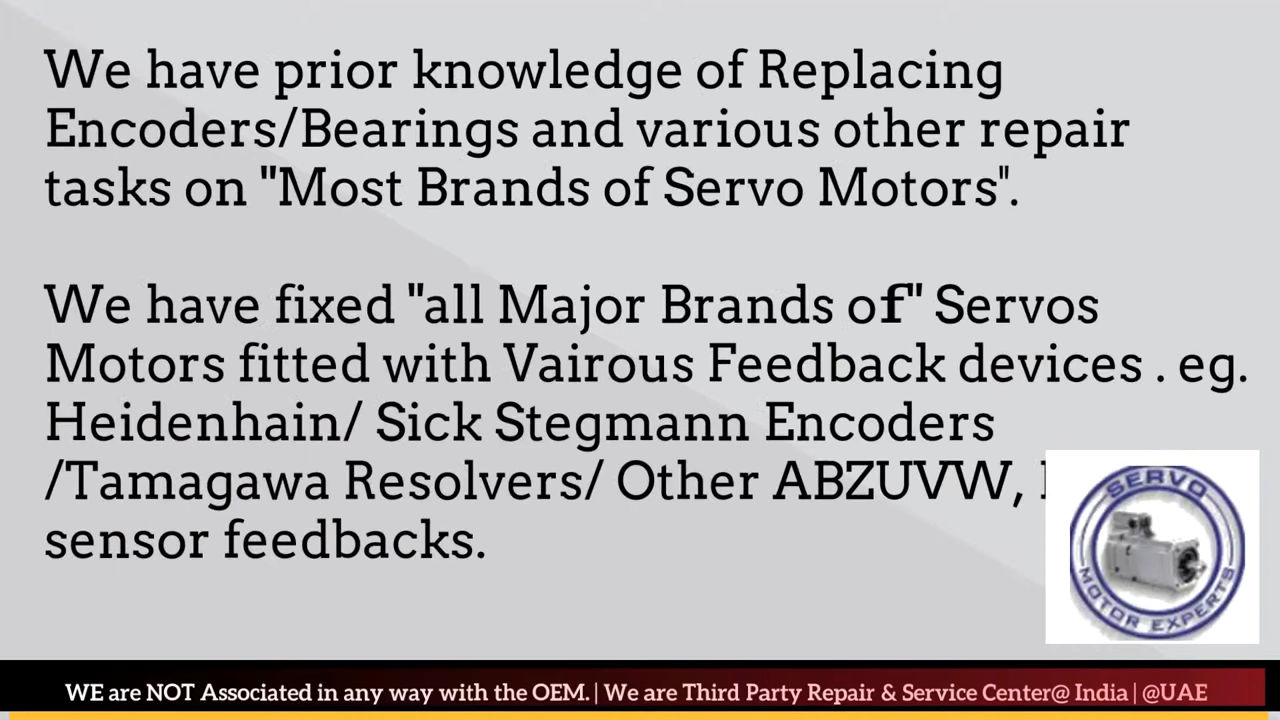 We have prior knowledge of Replacing
Encoders/Bearings and various other repair
tasks on "Most Brands of Servo Motors".
We have fixed "all Major Brands of" Servos
Motors fitted with Vairous Feedback devices . eg.
Heidenhain/ Sick Stegmann Encoders
/Tamagawa Resolvers/ Other ABZUVW,
sensor feedbacks.
SERVO
MOTOR EXPERTS
WE are NOT Associated in any way with the OEM. | We are Third Party Repair & Service Center@ India | @UAE